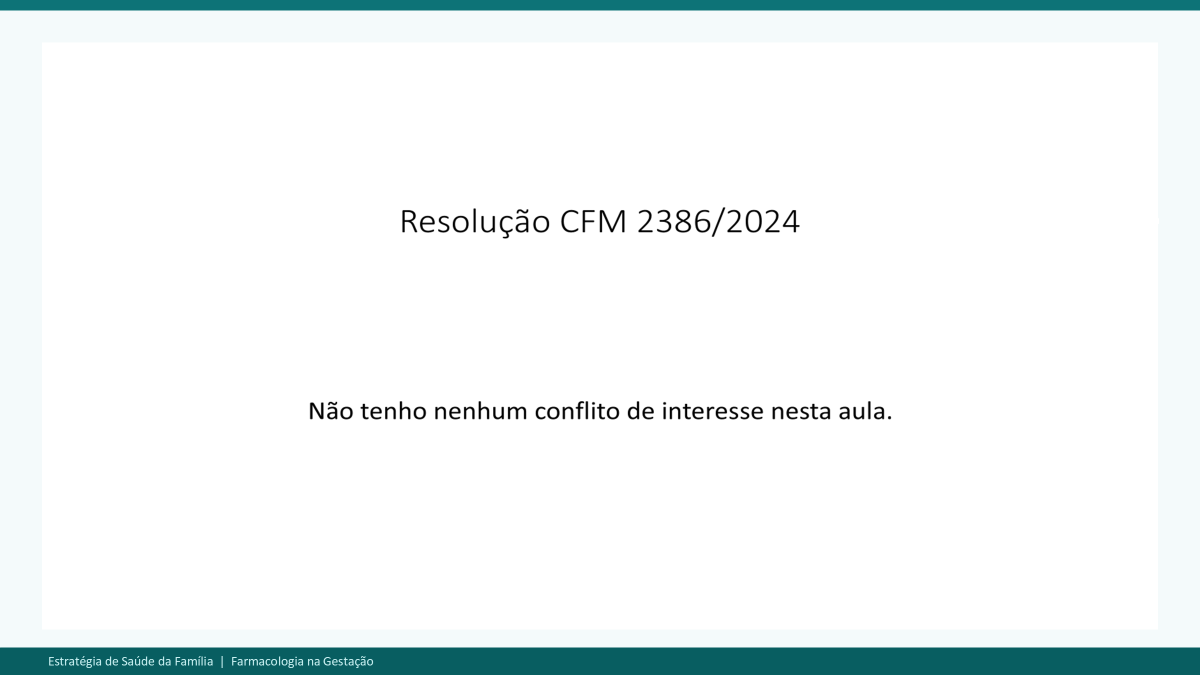 Resolução CFM 2386/2024
Não tenho nenhum conflito de interesse nesta aula.
Estratégia de Saúde da Família | Farmacologia na Gestação